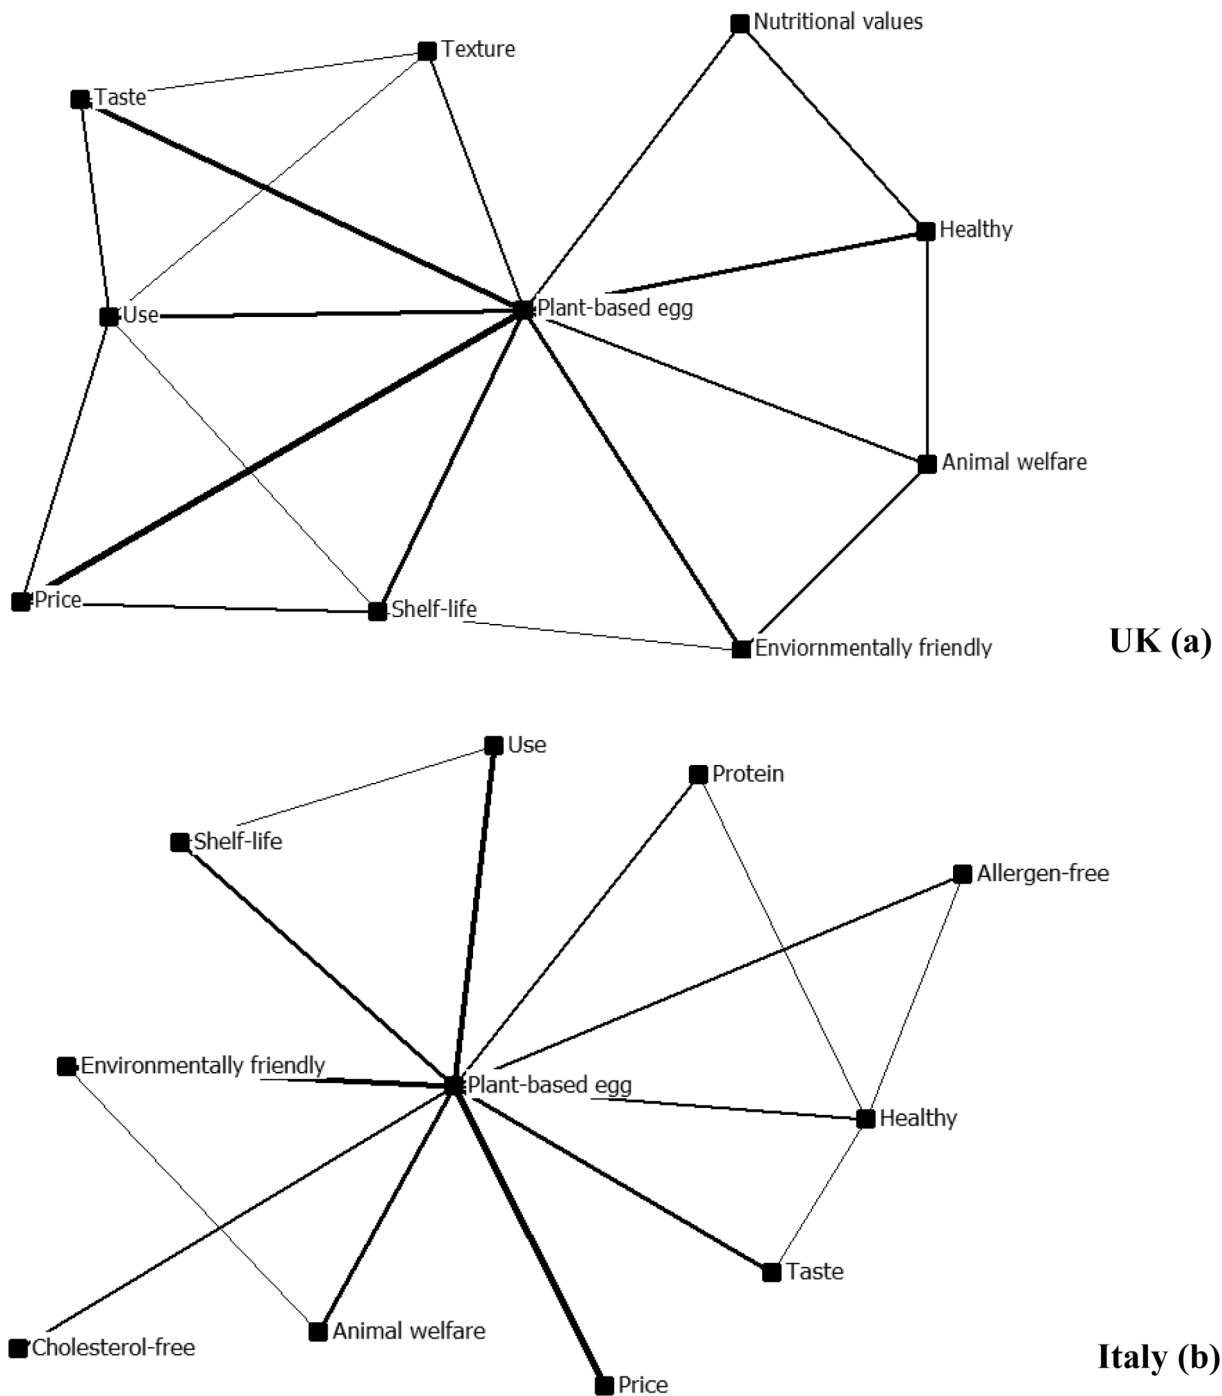 Nutritional values
Texture
Taste
Healthy
Plant-based egg
Use
Animal welfare
Price
Shelf-life
Enviornmentally friendly
UK (a)
Use
Protein
Shelf-life
Allergen-free
Environmentally friendly
Plant-based egg
Healthy
Taste
Animal welfare
Cholesterol-free
Italy (b)
Price